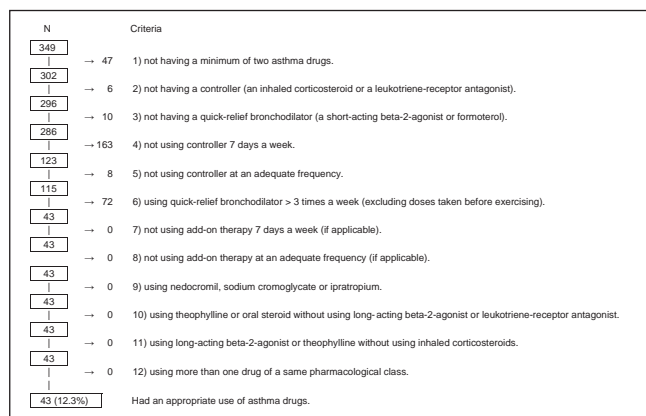 N Criteria
349
→ 47 1) not having a minimum of two asthma drugs.
302
→ 6 2) not having a controller (an inhaled corticosteroid or a leukotriene-receptor antagonist).
296
→ 10 3) not having a quick-relief bronchodilator (a short-acting beta-2-agonist or formoterol).
286
→ 163 4) not using controller 7 days a week.
123
→ 8 5) not using controller at an adequate frequency.
115
→ 72 6) using quick-relief bronchodilator > 3 times a week (excluding doses taken before exercising).
43
→ 0 7) not using add-on therapy 7 days a week (if applicable).
43
→ 0 8) not using add-on therapy at an adequate frequency (if applicable).
43
→ 0 9) using nedocromil, sodium cromoglycate or ipratropium.
43
→ 0 10) using theophylline or oral steroid without using long-acting beta-2-agonist or leukotriene-receptor antagonist.
43
→ 0 11) using long-acting beta-2-agonist or theophylline without using inhaled corticosteroids.
43
→ 0 12) using more than one drug of a same pharmacological class.
43 (12.3%) Had an appropriate use of asthma drugs.